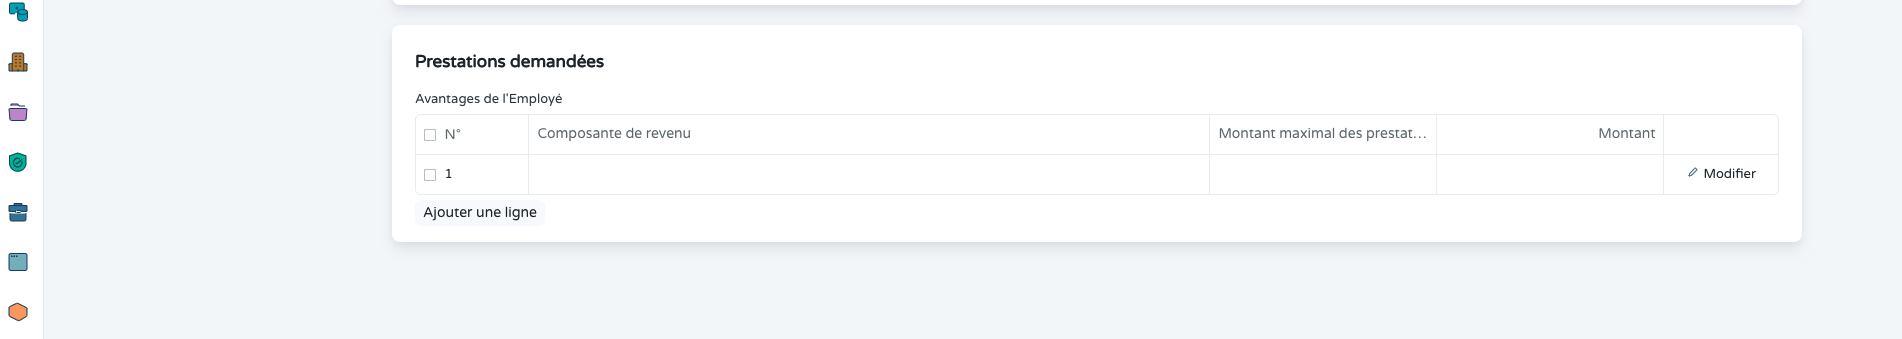 Prestations demandées
Avantages de l'Employé
N° Composante de revenu Montant maximal des prestat... Montant
1 Modifier
Ajouter une ligne